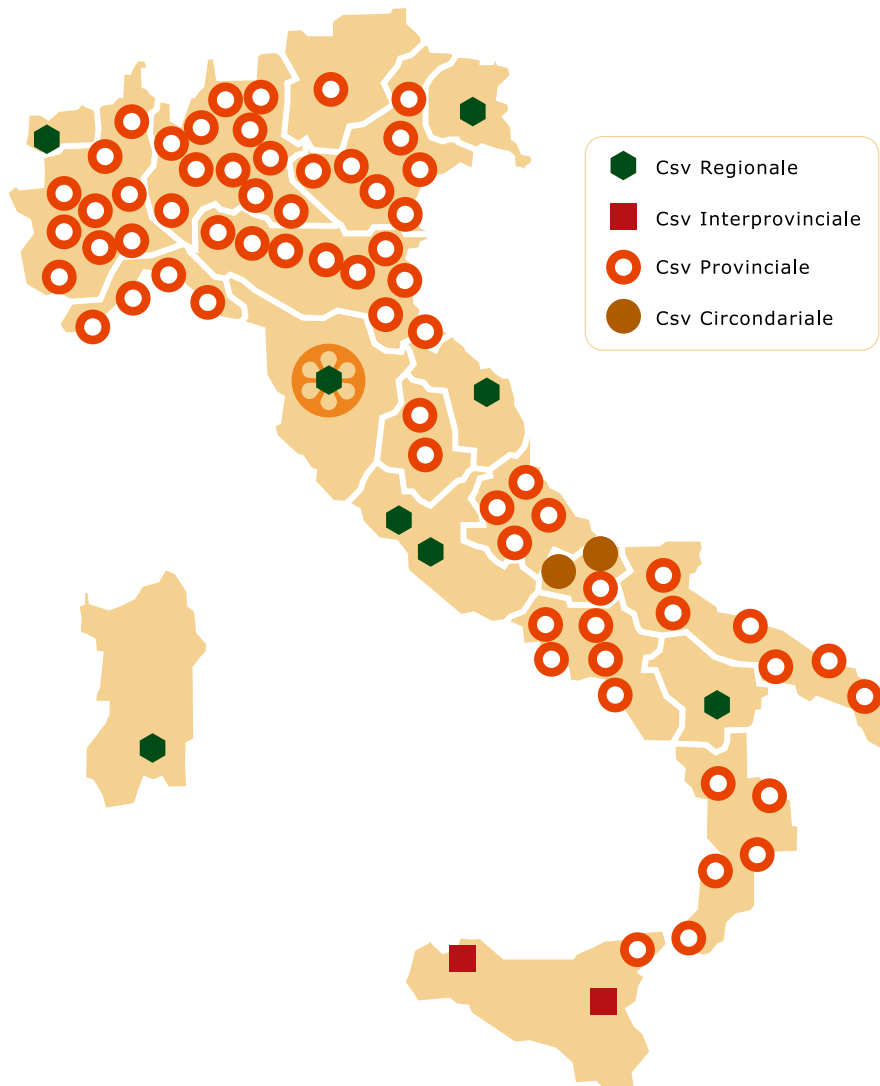 Csv Regionale
Csv Interprovinciale
Csv Provinciale
Csv Circondariale